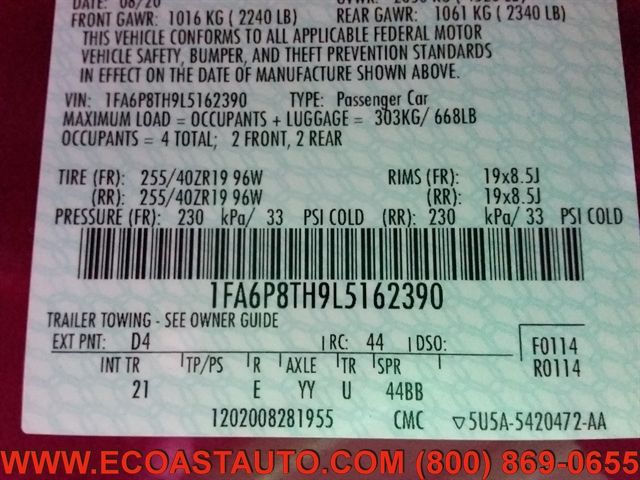 DATE: 08/20
FRONT GAWR: 1016 KG ( 2240 LB) REAR GAWR: 1061 KG ( 2340 LB)
THIS VEHICLE CONFORMS TO ALL APPLICABLE FEDERAL MOTOR
VEHICLE SAFETY, BUMPER, AND THEFT PREVENTION STANDARDS
IN EFFECT ON THE DATE OF MANUFACTURE SHOWN ABOVE.
VIN: 1FA6P8TH9L5162390 TYPE: Passenger Car
MAXIMUM LOAD = OCCUPANTS + LUGGAGE = 303KG/ 668LB
OCCUPANTS = 4 TOTAL; 2 FRONT, 2 REAR
TIRE (FR): 255/40ZR19 96W RIMS (FR): 19x8.5J
(RR): 255/40ZR19 96W (RR): 19x8.5J
PRESSURE (FR): 230 kPa/ 33 PSI COLD (RR): 230 kPa/ 33 PSI COLD
1FA6P8TH9L5162390
TRAILER TOWING - SEE OWNER GUIDE
EXT PNT: D4 RC: 44 DSO: F0114
INT TR TP/PS R AXLE TR SPR R0114
21 E YY U 44BB
1202008281955 CMC ▽5U5A-5420472-AA
WWW.ECOASTAUTO.COM (800) 869-0655